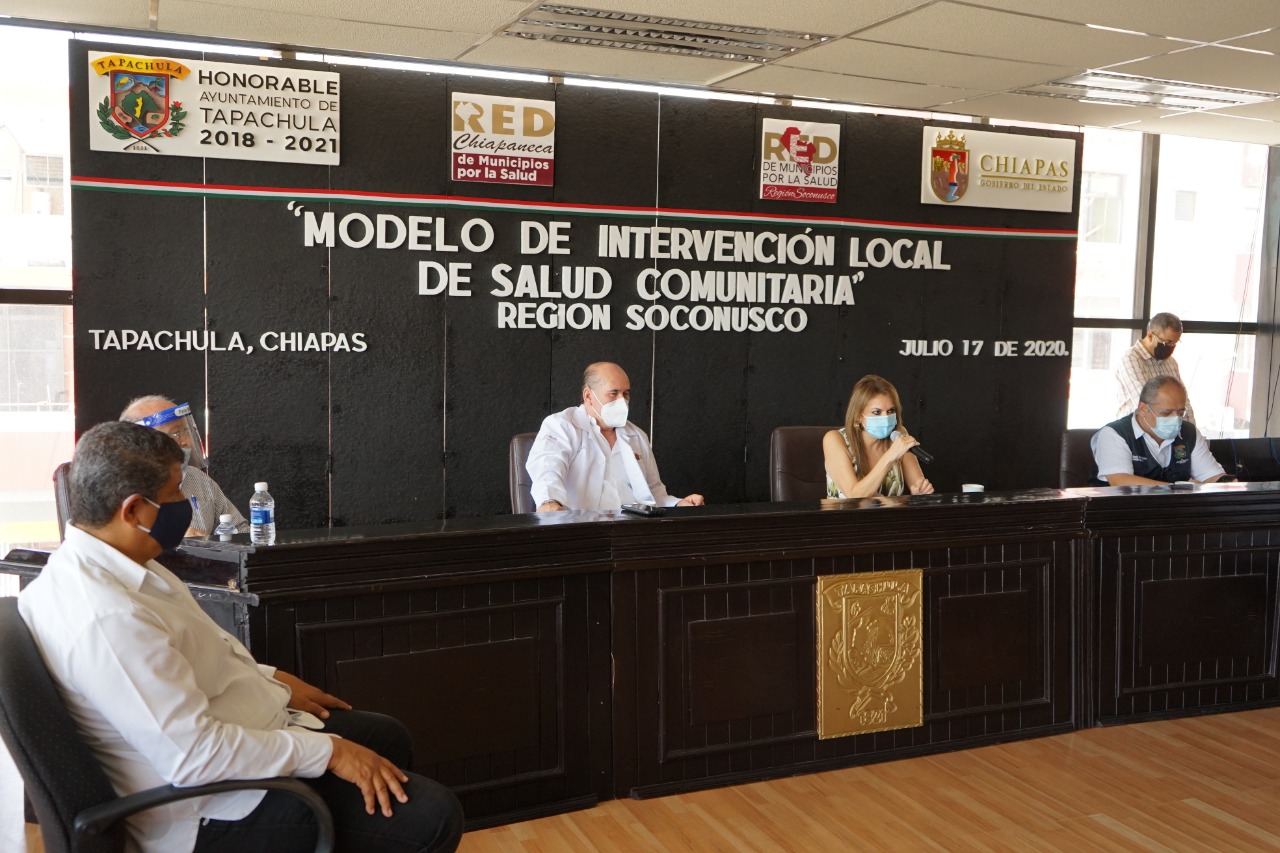 TAPACHULA
HONORABLE
AYUNTAMIENTO DE
TAPACHULA
2018 - 2021
RED
Chiapaneca
de Municipios
por la Salud
RED
DE MUNICIPIOS
POR LA SALUD
Región Soconusco
CHIAPAS
GOBIERNO DEL ESTADO
“MODELO DE INTERVENCIÓN LOCAL
DE SALUD COMUNITARIA”
REGION SOCONUSCO
TAPACHULA, CHIAPAS
JULIO 17 DE 2020.
TAPACHULA
1821